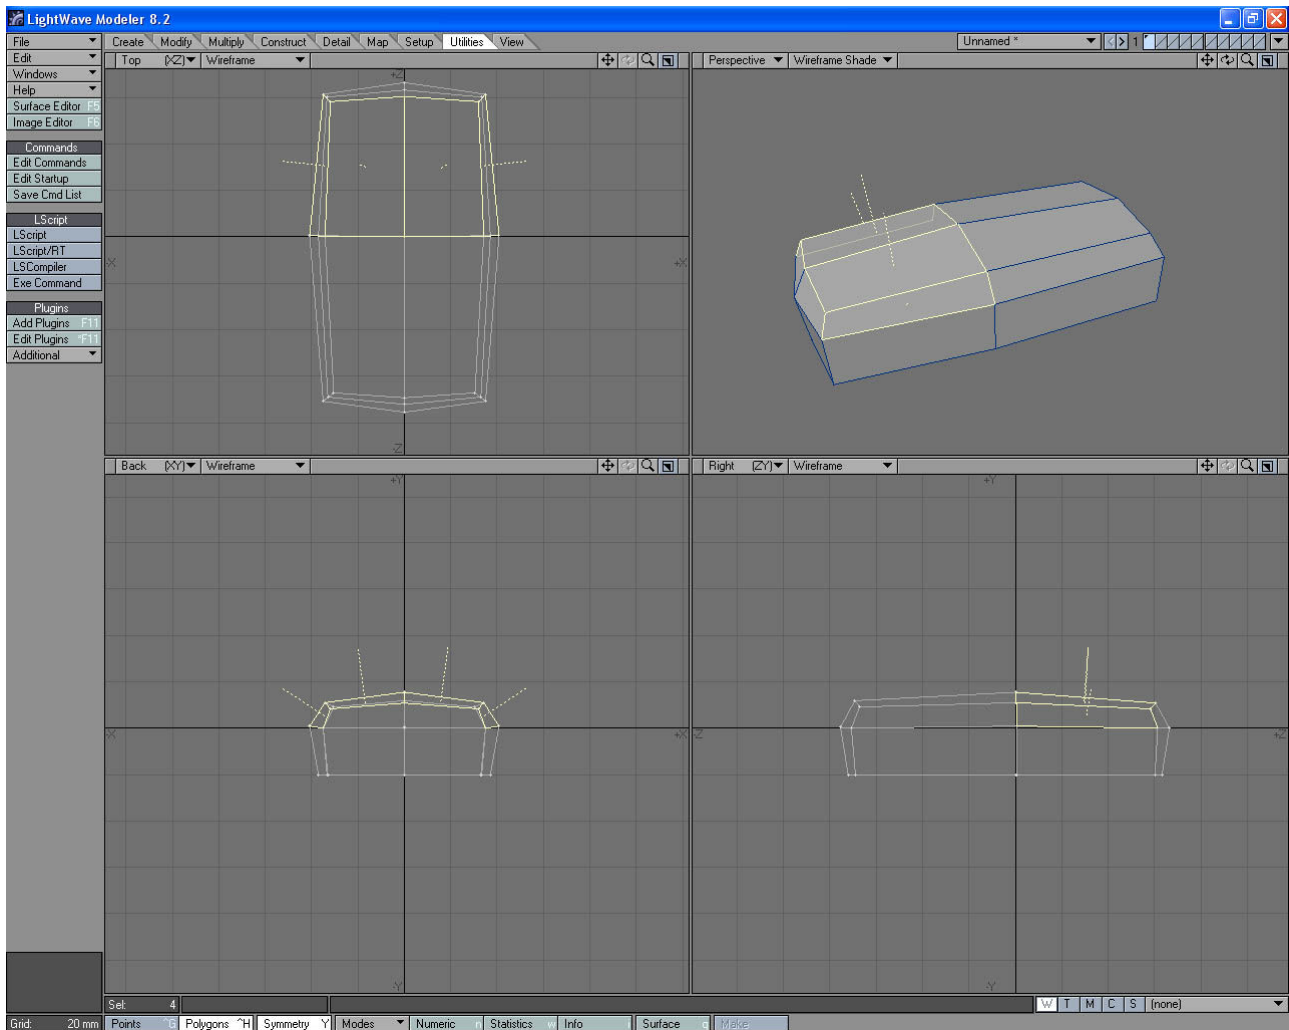 LightWave Modeler 8.2
File
Edit
Windows
Help
Surface Editor F5
Image Editor F6
Commands
Edit Commands
Edit Startup
Save Cmd List
LScript
LScript
LScript/RT
LSCompiler
Exe Command
Plugins
Add Plugins F11
Edit Plugins ^F11
Additional
Create Modify Multiply Construct Detail Map Setup Utilities View Unnamed * 1
Top (XZ) Wireframe
+Z
-X +X
-Z
Perspective Wireframe Shade
Back (XY) Wireframe
+Y
-X +X
-Y
Right (ZY) Wireframe
+Y
-Z +Z
-Y
Sel: 4 W T M C S (none)
Grid: 20 mm Points ^G Polygons ^H Symmetry Y Modes Numeric n Statistics w Info i Surface q Make